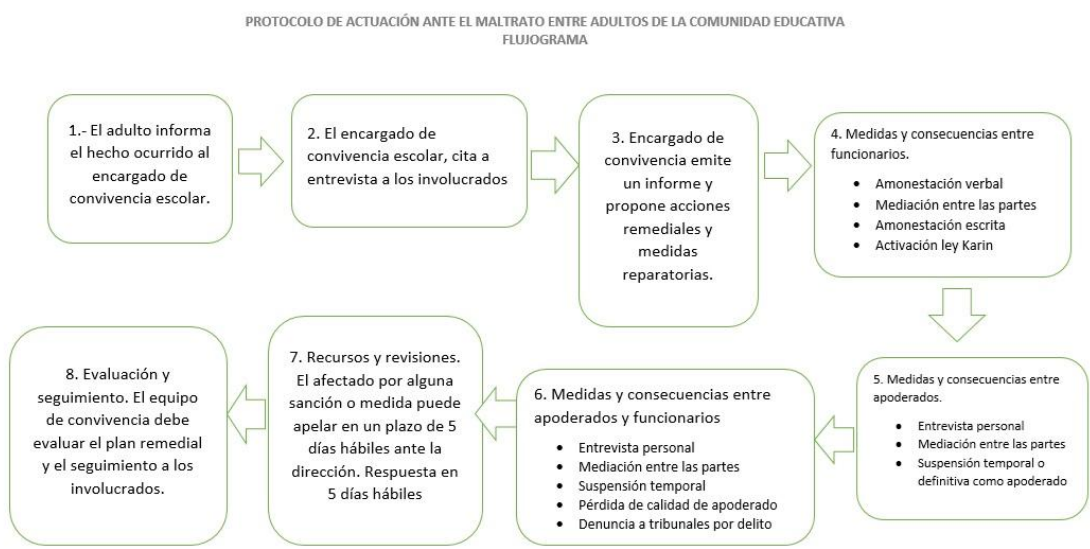 PROTOCOLO DE ACTUACIÓN ANTE EL MALTRATO ENTRE ADULTOS DE LA COMUNIDAD EDUCATIVA
FLUJOGRAMA
1.- El adulto informa
el hecho ocurrido al
encargado de
convivencia escolar.
2. El encargado de
convivencia escolar, cita a
entrevista a los involucrados
3. Encargado de
convivencia emite
un informe y
propone acciones
remediales y
medidas
reparatorias.
4. Medidas y consecuencias entre
funcionarios.
• Amonestación verbal
• Mediación entre las partes
• Amonestación escrita
• Activación ley Karin
5. Medidas y consecuencias entre
apoderados.
• Entrevista personal
• Mediación entre las partes
• Suspensión temporal o
definitiva como apoderado
6. Medidas y consecuencias entre
apoderados y funcionarios
• Entrevista personal
• Mediación entre las partes
• Suspensión temporal
• Pérdida de calidad de apoderado
• Denuncia a tribunales por delito
7. Recursos y revisiones.
El afectado por alguna
sanción o medida puede
apelar en un plazo de 5
días hábiles ante la
dirección. Respuesta en
5 días hábiles
8. Evaluación y
seguimiento. El equipo
de convivencia debe
evaluar el plan remedial
y el seguimiento a los
involucrados.